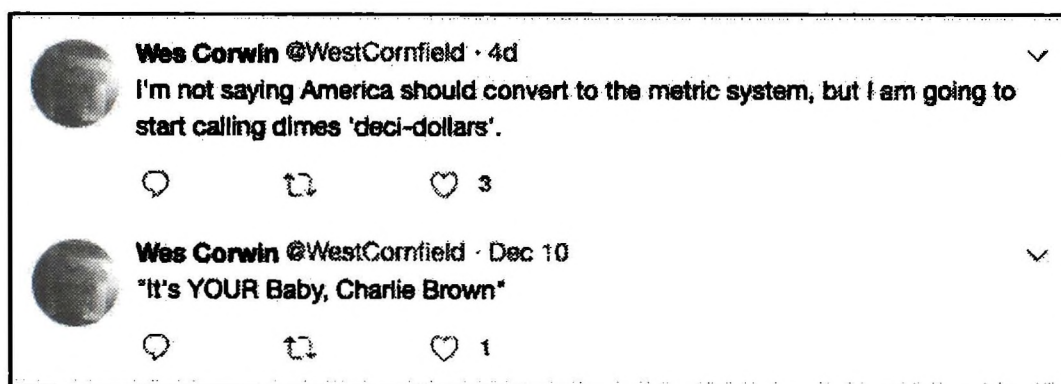 Wes Corwin @WestCornfield · 4d
I'm not saying America should convert to the metric system, but I am going to
start calling dimes 'deci-dollars'.
3
Wes Corwin @WestCornfield · Dec 10
"It's YOUR Baby, Charlie Brown"
1